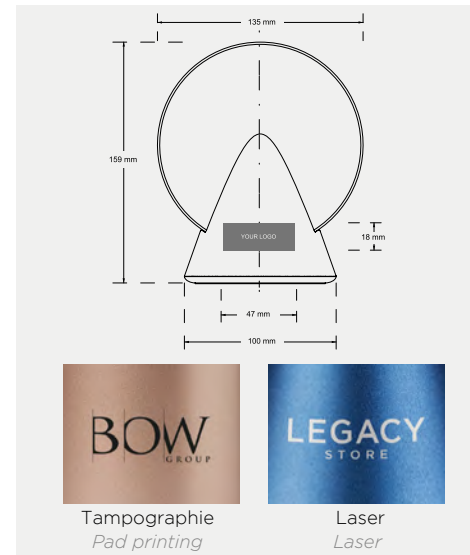 135 mm
159 mm
YOUR LOGO
18 mm
47 mm
100 mm
BOW
GROUP
LEGACY
STORE
Tampographie
Pad printing
Laser
Laser